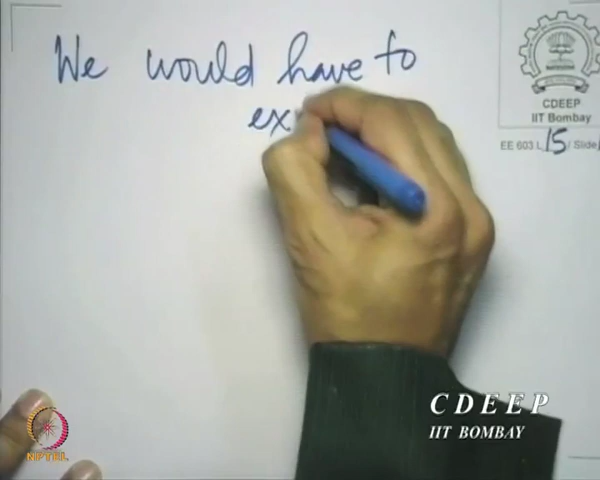 We would have to
ex
CDEEP
IIT Bombay
EE 603 L 15 / Slide
CDEEP
IIT BOMBAY
NPTEL